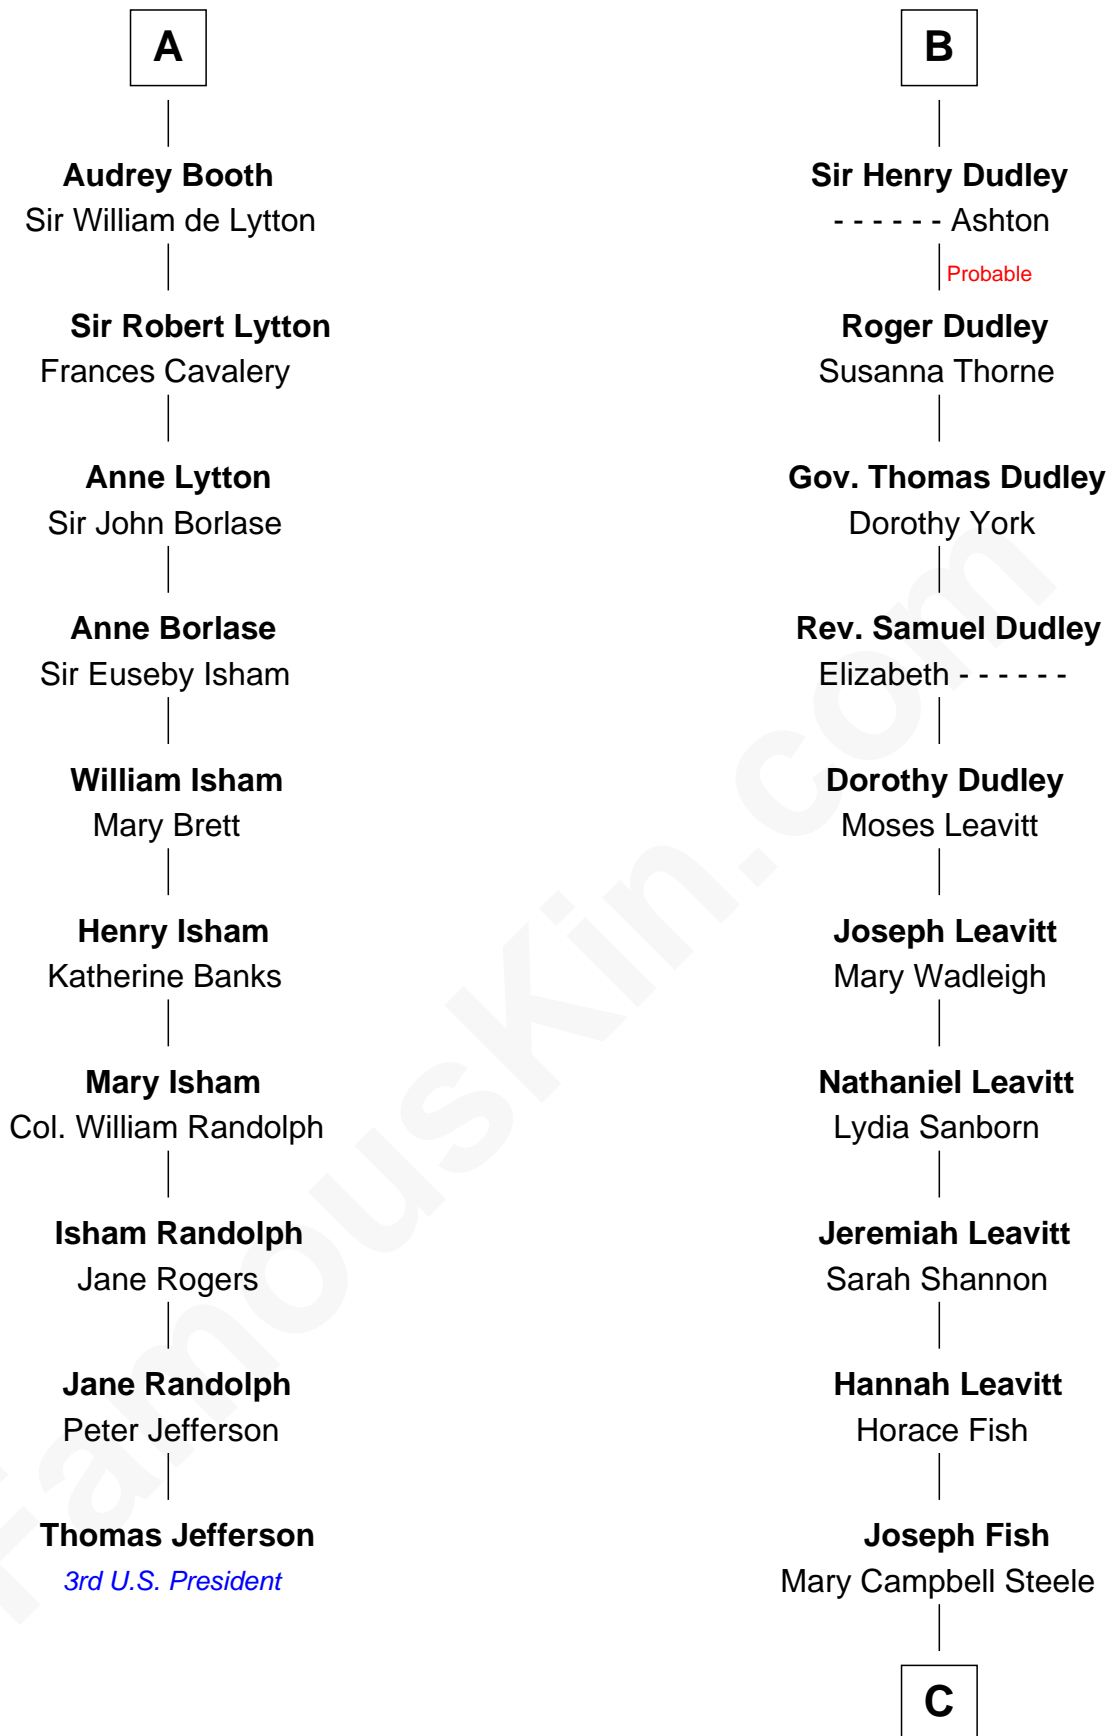 A
Audrey Booth
Sir William de Lytton
Sir Robert Lytton
Frances Cavalery
Anne Lytton
Sir John Borlase
Anne Borlase
Sir Euseby Isham
William Isham
Mary Brett
Henry Isham
Katherine Banks
Mary Isham
Col. William Randolph
Isham Randolph
Jane Rogers
Jane Randolph
Peter Jefferson
Thomas Jefferson
3rd U.S. President
B
Sir Henry Dudley
- - - - - - Ashton
Probable
Roger Dudley
Susanna Thorne
Gov. Thomas Dudley
Dorothy York
Rev. Samuel Dudley
Elizabeth - - - - - -
Dorothy Dudley
Moses Leavitt
Joseph Leavitt
Mary Wadleigh
Nathaniel Leavitt
Lydia Sanborn
Jeremiah Leavitt
Sarah Shannon
Hannah Leavitt
Horace Fish
Joseph Fish
Mary Campbell Steele
C
FamousKin.com